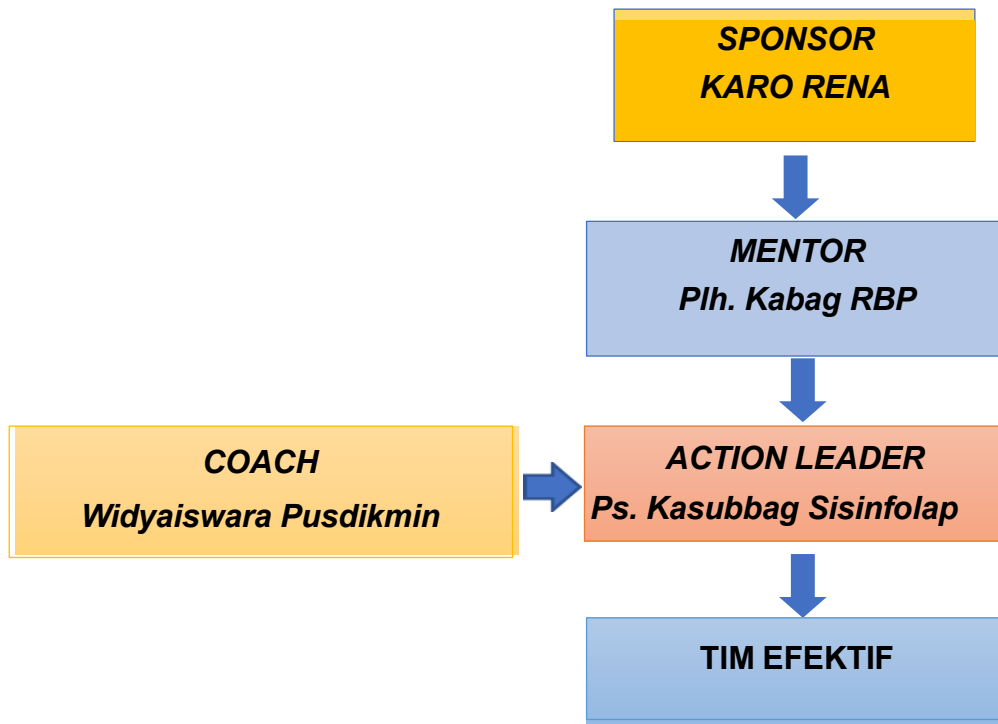 SPONSOR
KARO RENA
MENTOR
Plh. Kabag RBP
COACH
Widyaiswara Pusdikmin
ACTION LEADER
Ps. Kasubbag Sisinfolap
TIM EFEKTIF